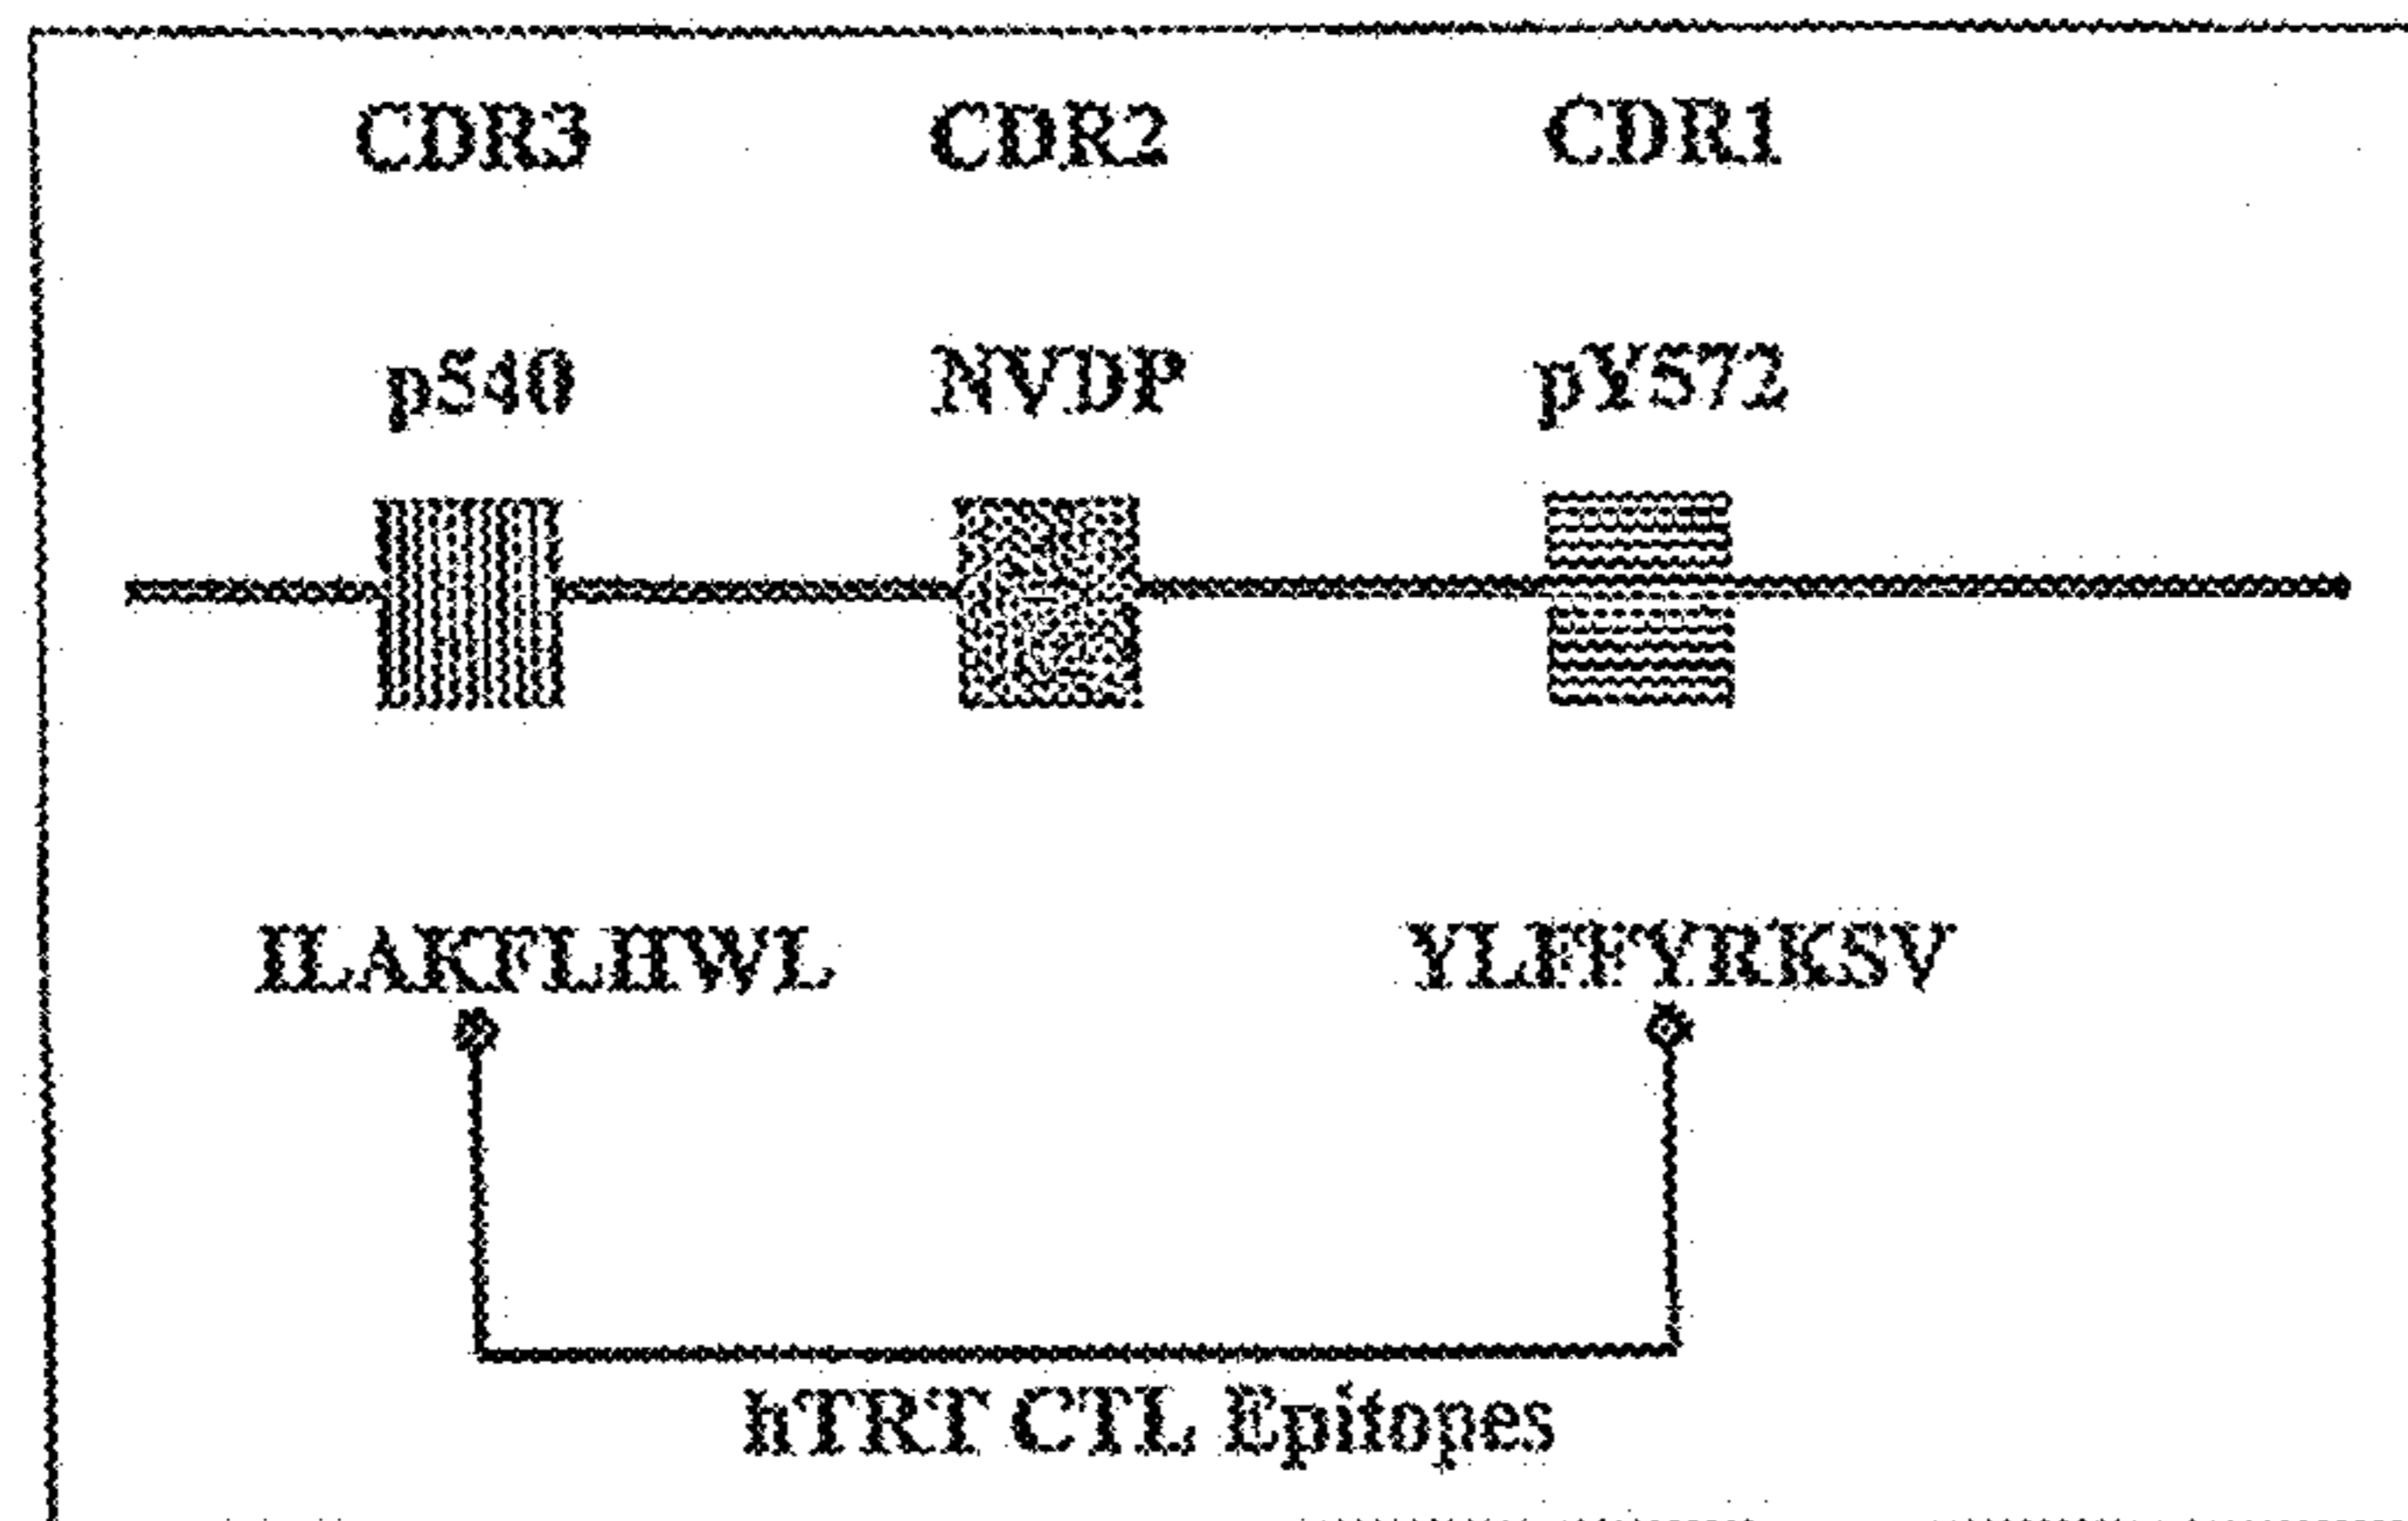 CDR3 CDR2 CDR1
p540 NVDP pY572
ILAKFLHWL YLFFYRKSV
hTRT CTL Epitopes